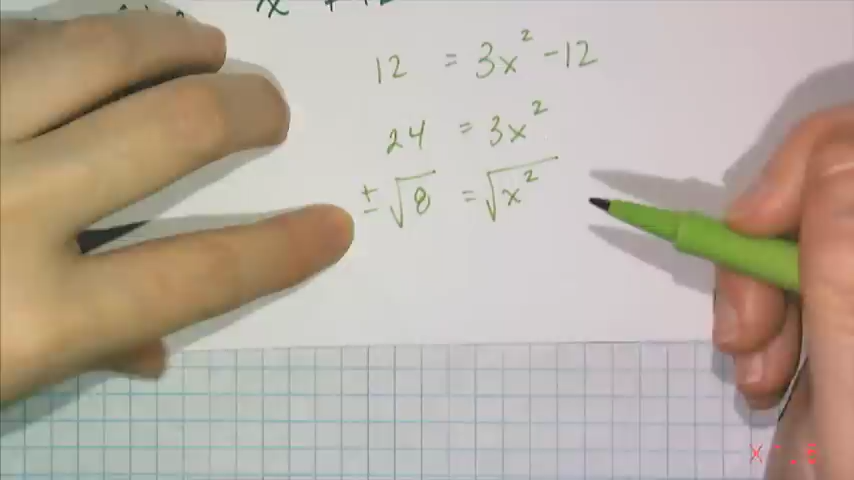 12 = 3x² - 12
24 = 3x²
±√8 = √x²